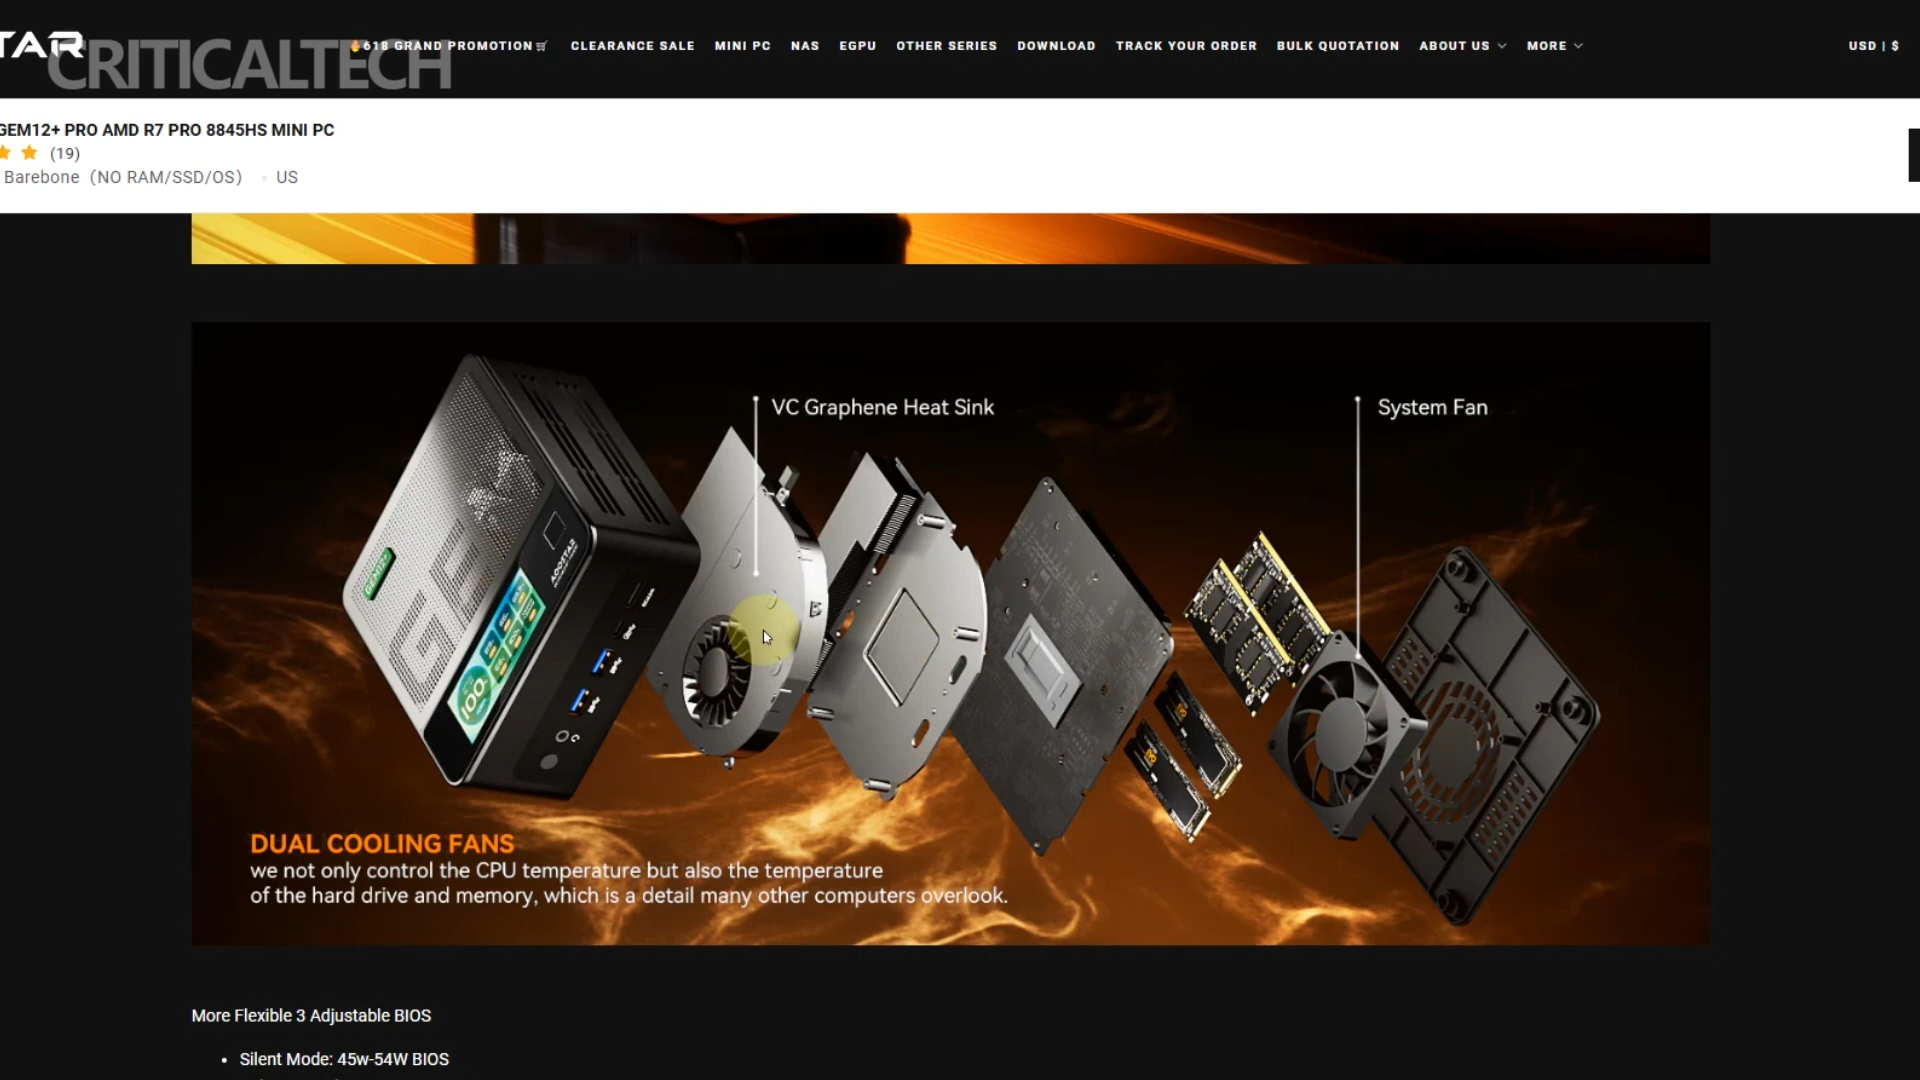 TAR
CRITICALTECH
🔥618 GRAND PROMOTION🛒 CLEARANCE SALE MINI PC NAS EGPU OTHER SERIES DOWNLOAD TRACK YOUR ORDER BULK QUOTATION ABOUT US MORE USD | $
GEM12+ PRO AMD R7 PRO 8845HS MINI PC
(19)
Barebone（NO RAM/SSD/OS） US
VC Graphene Heat Sink
System Fan
GEM12
AOOSTAR
100
DUAL COOLING FANS
we not only control the CPU temperature but also the temperature
of the hard drive and memory, which is a detail many other computers overlook.
More Flexible 3 Adjustable BIOS
• Silent Mode: 45w-54W BIOS